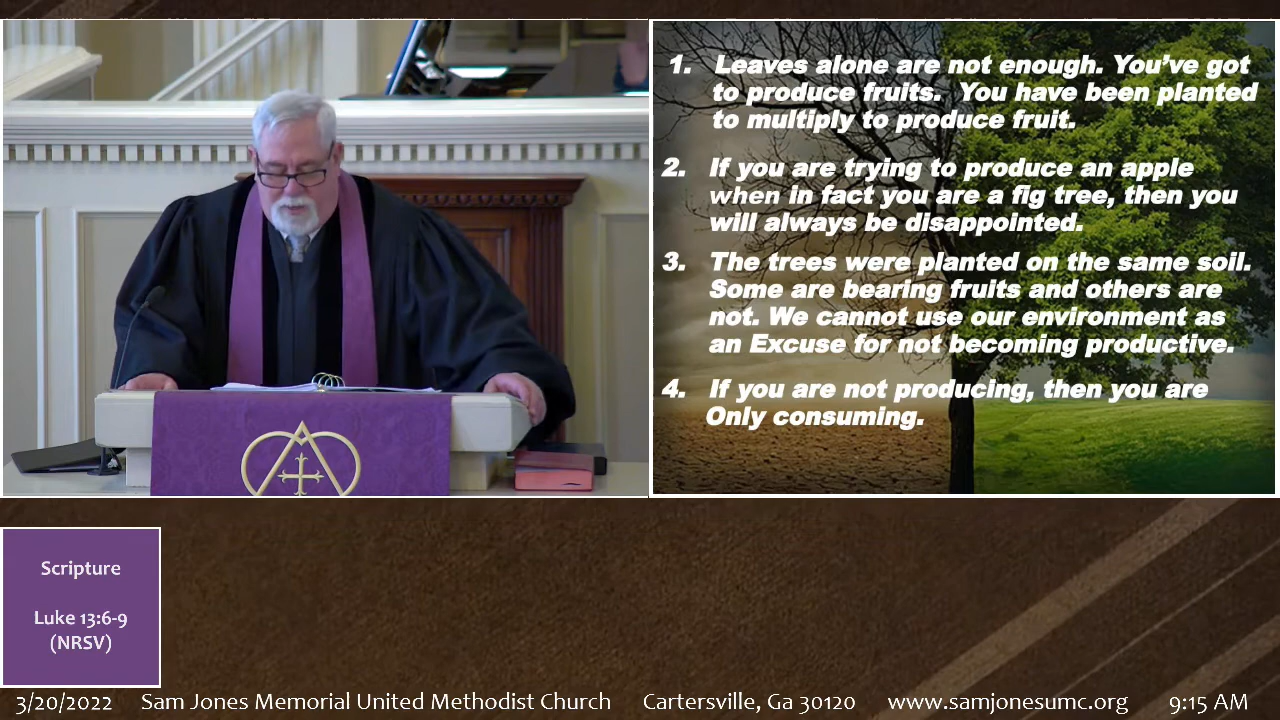 1. Leaves alone are not enough. You've got
to produce fruits. You have been planted
to multiply to produce fruit.
2. If you are trying to produce an apple
when in fact you are a fig tree, then you
will always be disappointed.
3. The trees were planted on the same soil.
Some are bearing fruits and others are
not. We cannot use our environment as
an Excuse for not becoming productive.
4. If you are not producing, then you are
Only consuming.
Scripture
Luke 13:6-9
(NRSV)
3/20/2022 Sam Jones Memorial United Methodist Church Cartersville, Ga 30120 www.samjonesumc.org 9:15 AM